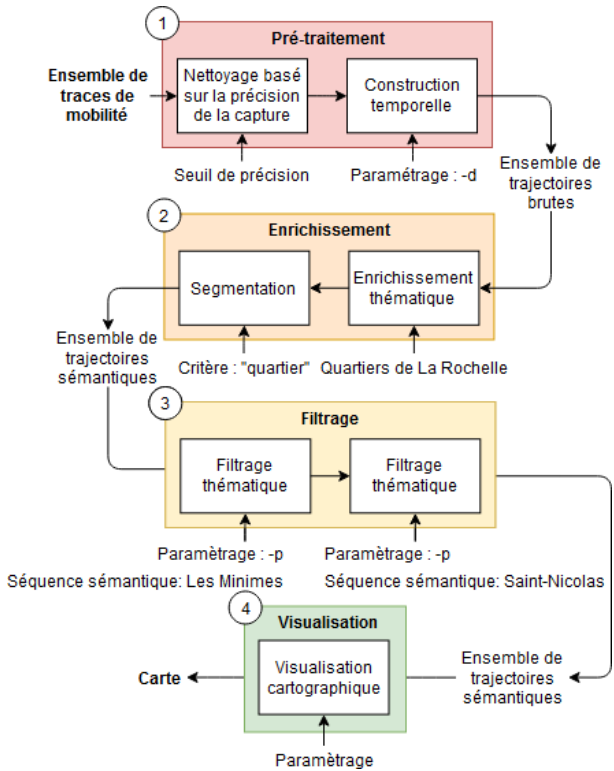 1
Pré-traitement
Ensemble de
traces de
mobilité
Nettoyage basé
sur la précision
de la capture
Construction
temporelle
Seuil de précision
Paramétrage : -d
Ensemble de
trajectoires
brutes
2
Enrichissement
Segmentation
Enrichissement
thématique
Critère : "quartier"
Quartiers de La Rochelle
Ensemble de
trajectoires
sémantiques
3
Filtrage
Filtrage
thématique
Filtrage
thématique
Paramètrage : -p
Séquence sémantique: Les Minimes
Paramètrage : -p
Séquence sémantique: Saint-Nicolas
4
Visualisation
Visualisation
cartographique
Carte
Ensemble de
trajectoires
sémantiques
Paramètrage